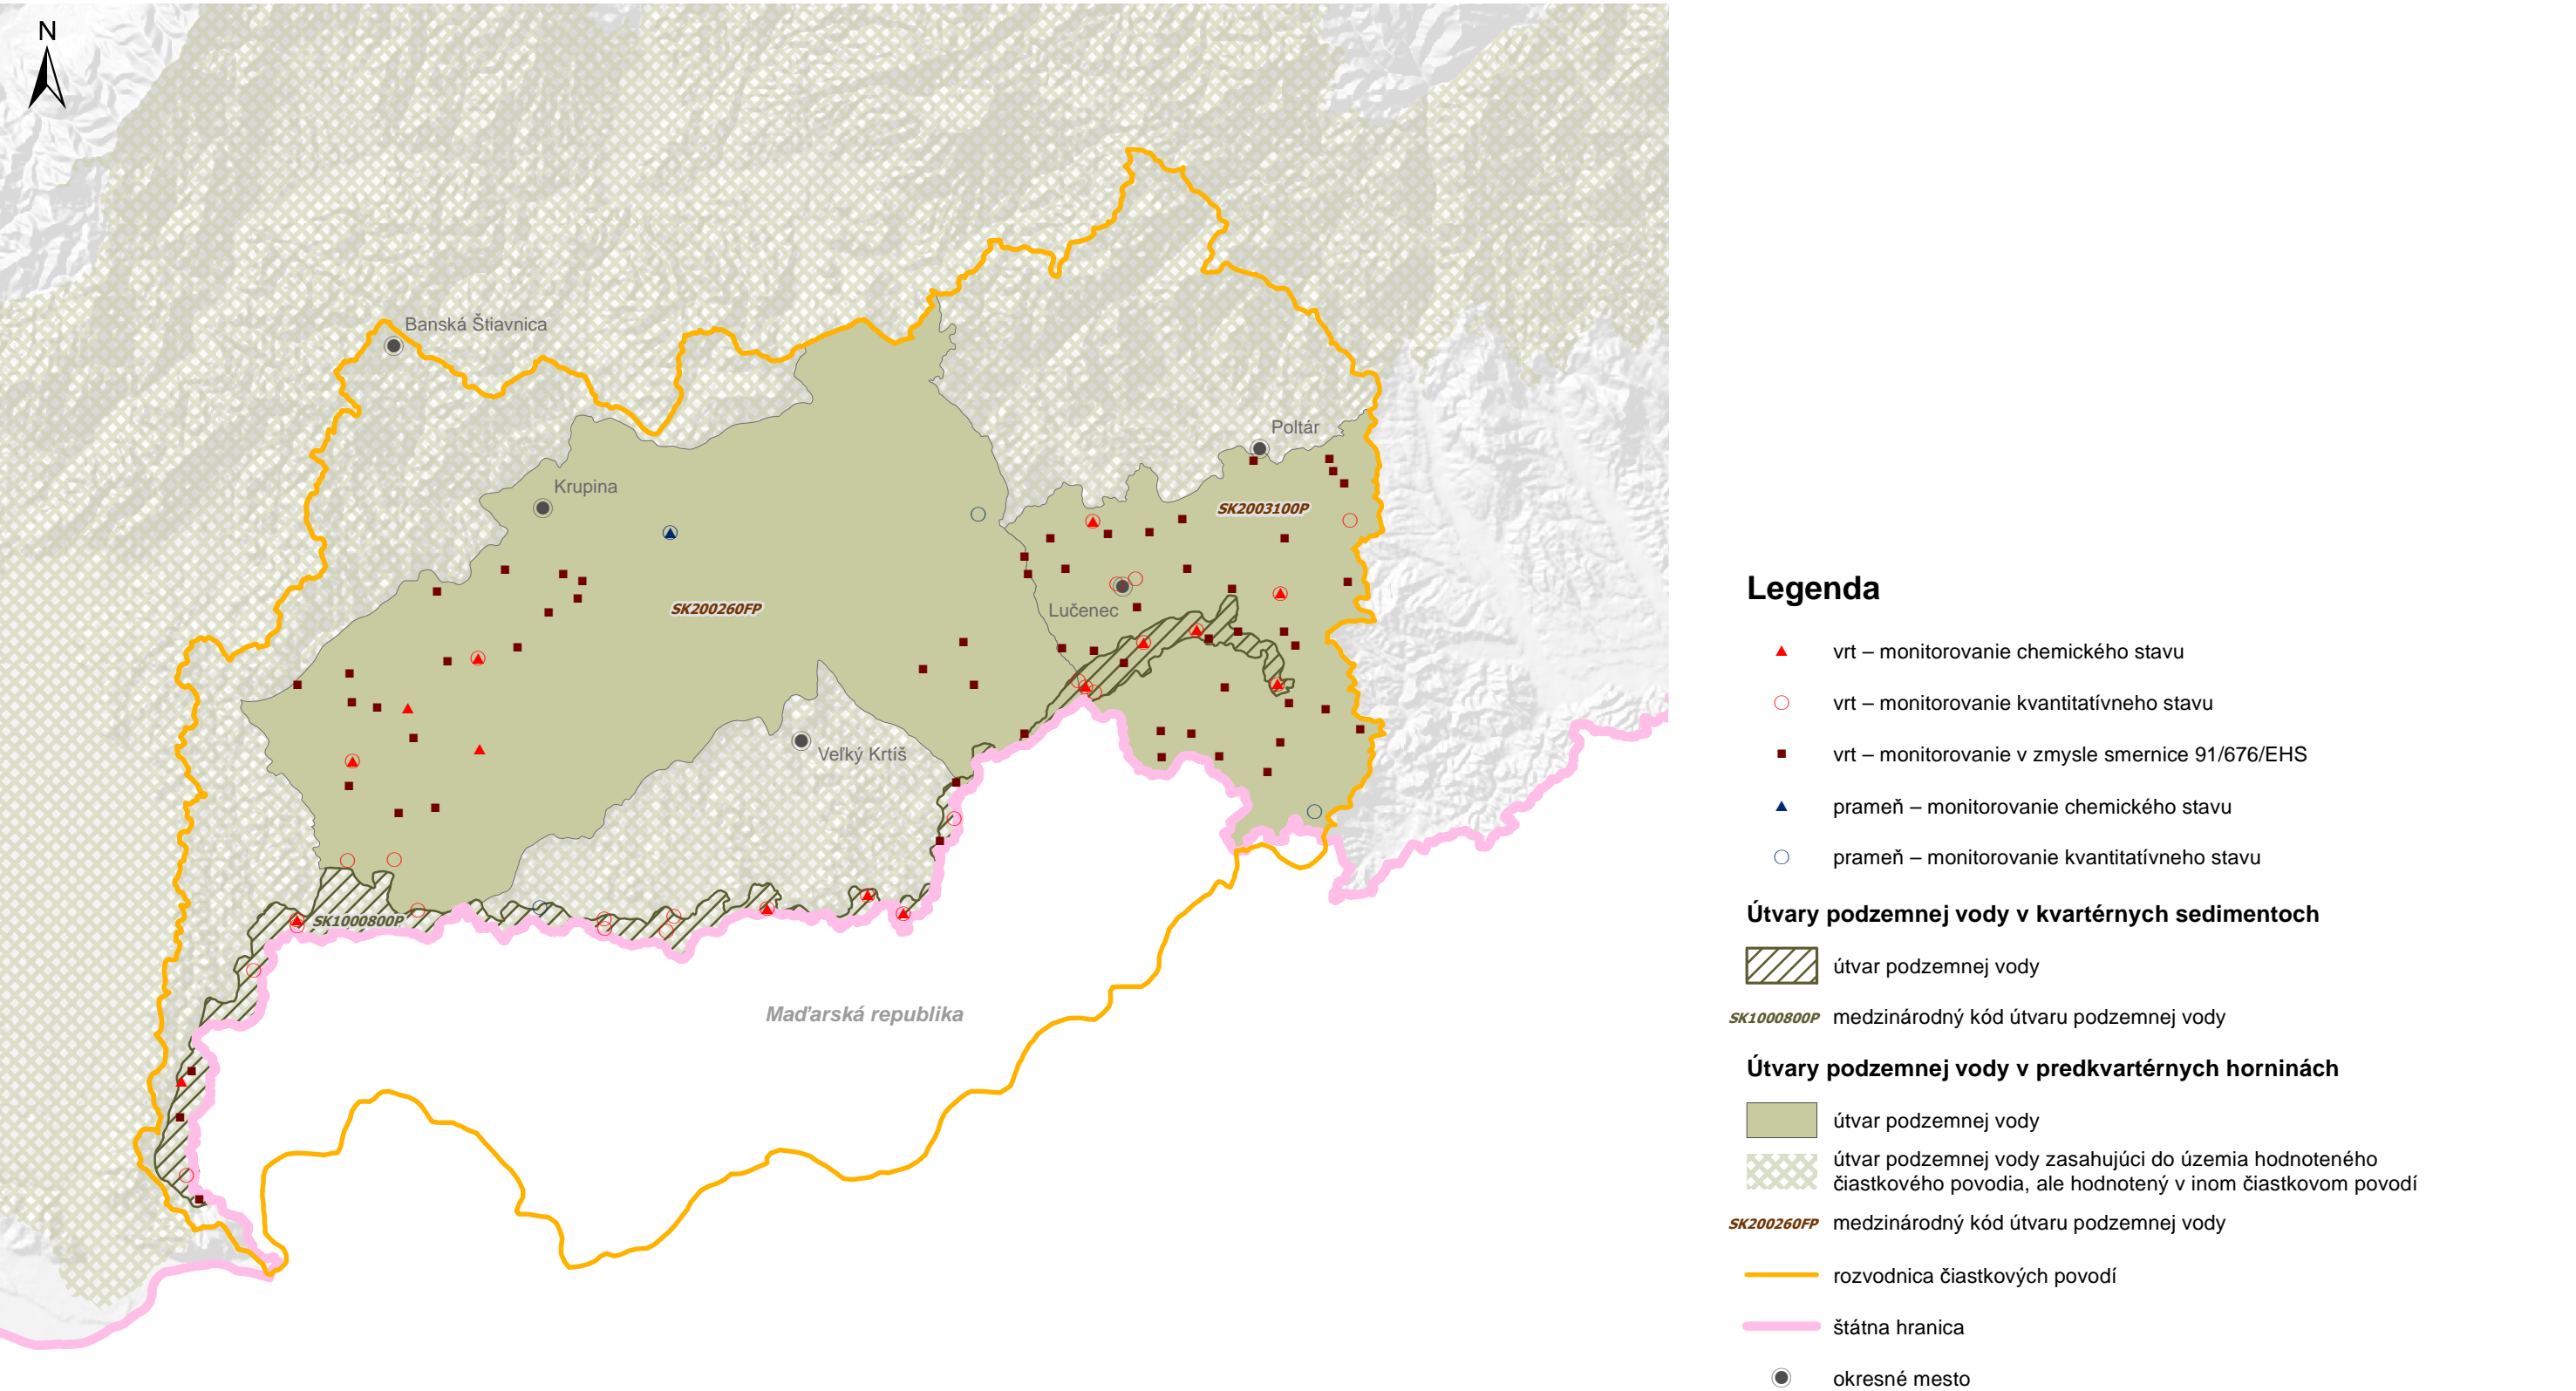 N
Banská Štiavnica
Poltár
Krupina
SK2003100P
SK200260FP
Lučenec
Veľký Krtíš
SK1000800P
Maďarská republika
Legenda
vrt – monitorovanie chemického stavu
vrt – monitorovanie kvantitatívneho stavu
vrt – monitorovanie v zmysle smernice 91/676/EHS
prameň – monitorovanie chemického stavu
prameň – monitorovanie kvantitatívneho stavu
Útvary podzemnej vody v kvartérnych sedimentoch
útvar podzemnej vody
SK1000800P medzinárodný kód útvaru podzemnej vody
Útvary podzemnej vody v predkvartérnych horninách
útvar podzemnej vody
útvar podzemnej vody zasahujúci do územia hodnoteného
čiastkového povodia, ale hodnotený v inom čiastkovom povodí
SK200260FP medzinárodný kód útvaru podzemnej vody
rozvodnica čiastkových povodí
štátna hranica
okresné mesto